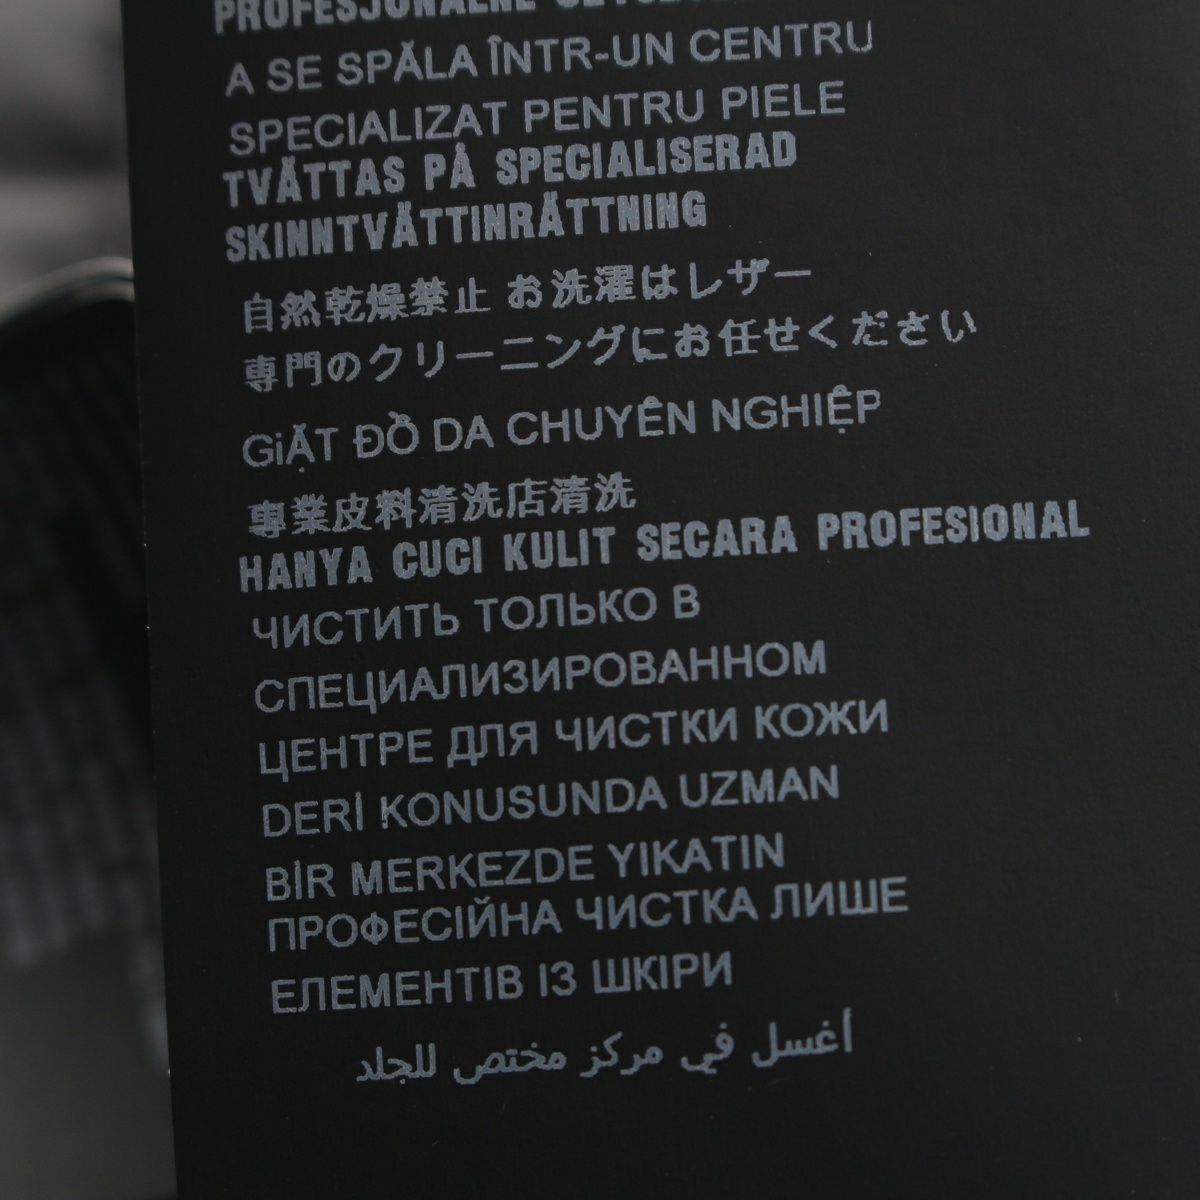 PROFESJONALNE
A SE SPĂLA ÎNTR-UN CENTRU
SPECIALIZAT PENTRU PIELE
TVÄTTAS PÅ SPECIALISERAD
SKINNTVÄTTINRÄTTNING
自然乾燥禁止 お洗濯はレザー
専門のクリーニングにお任せください
GIẶT ĐỒ DA CHUYÊN NGHIỆP
專業皮料清洗店清洗
HANYA CUCI KULIT SECARA PROFESIONAL
ЧИСТИТЬ ТОЛЬКО В
СПЕЦИАЛИЗИРОВАННОМ
ЦЕНТРЕ ДЛЯ ЧИСТКИ КОЖИ
DERİ KONUSUNDA UZMAN
BİR MERKEZDE YIKATIN
ПРОФЕСІЙНА ЧИСТКА ЛИШЕ
ЕЛЕМЕНТІВ ІЗ ШКІРИ
أغسل في مركز مختص للجلد